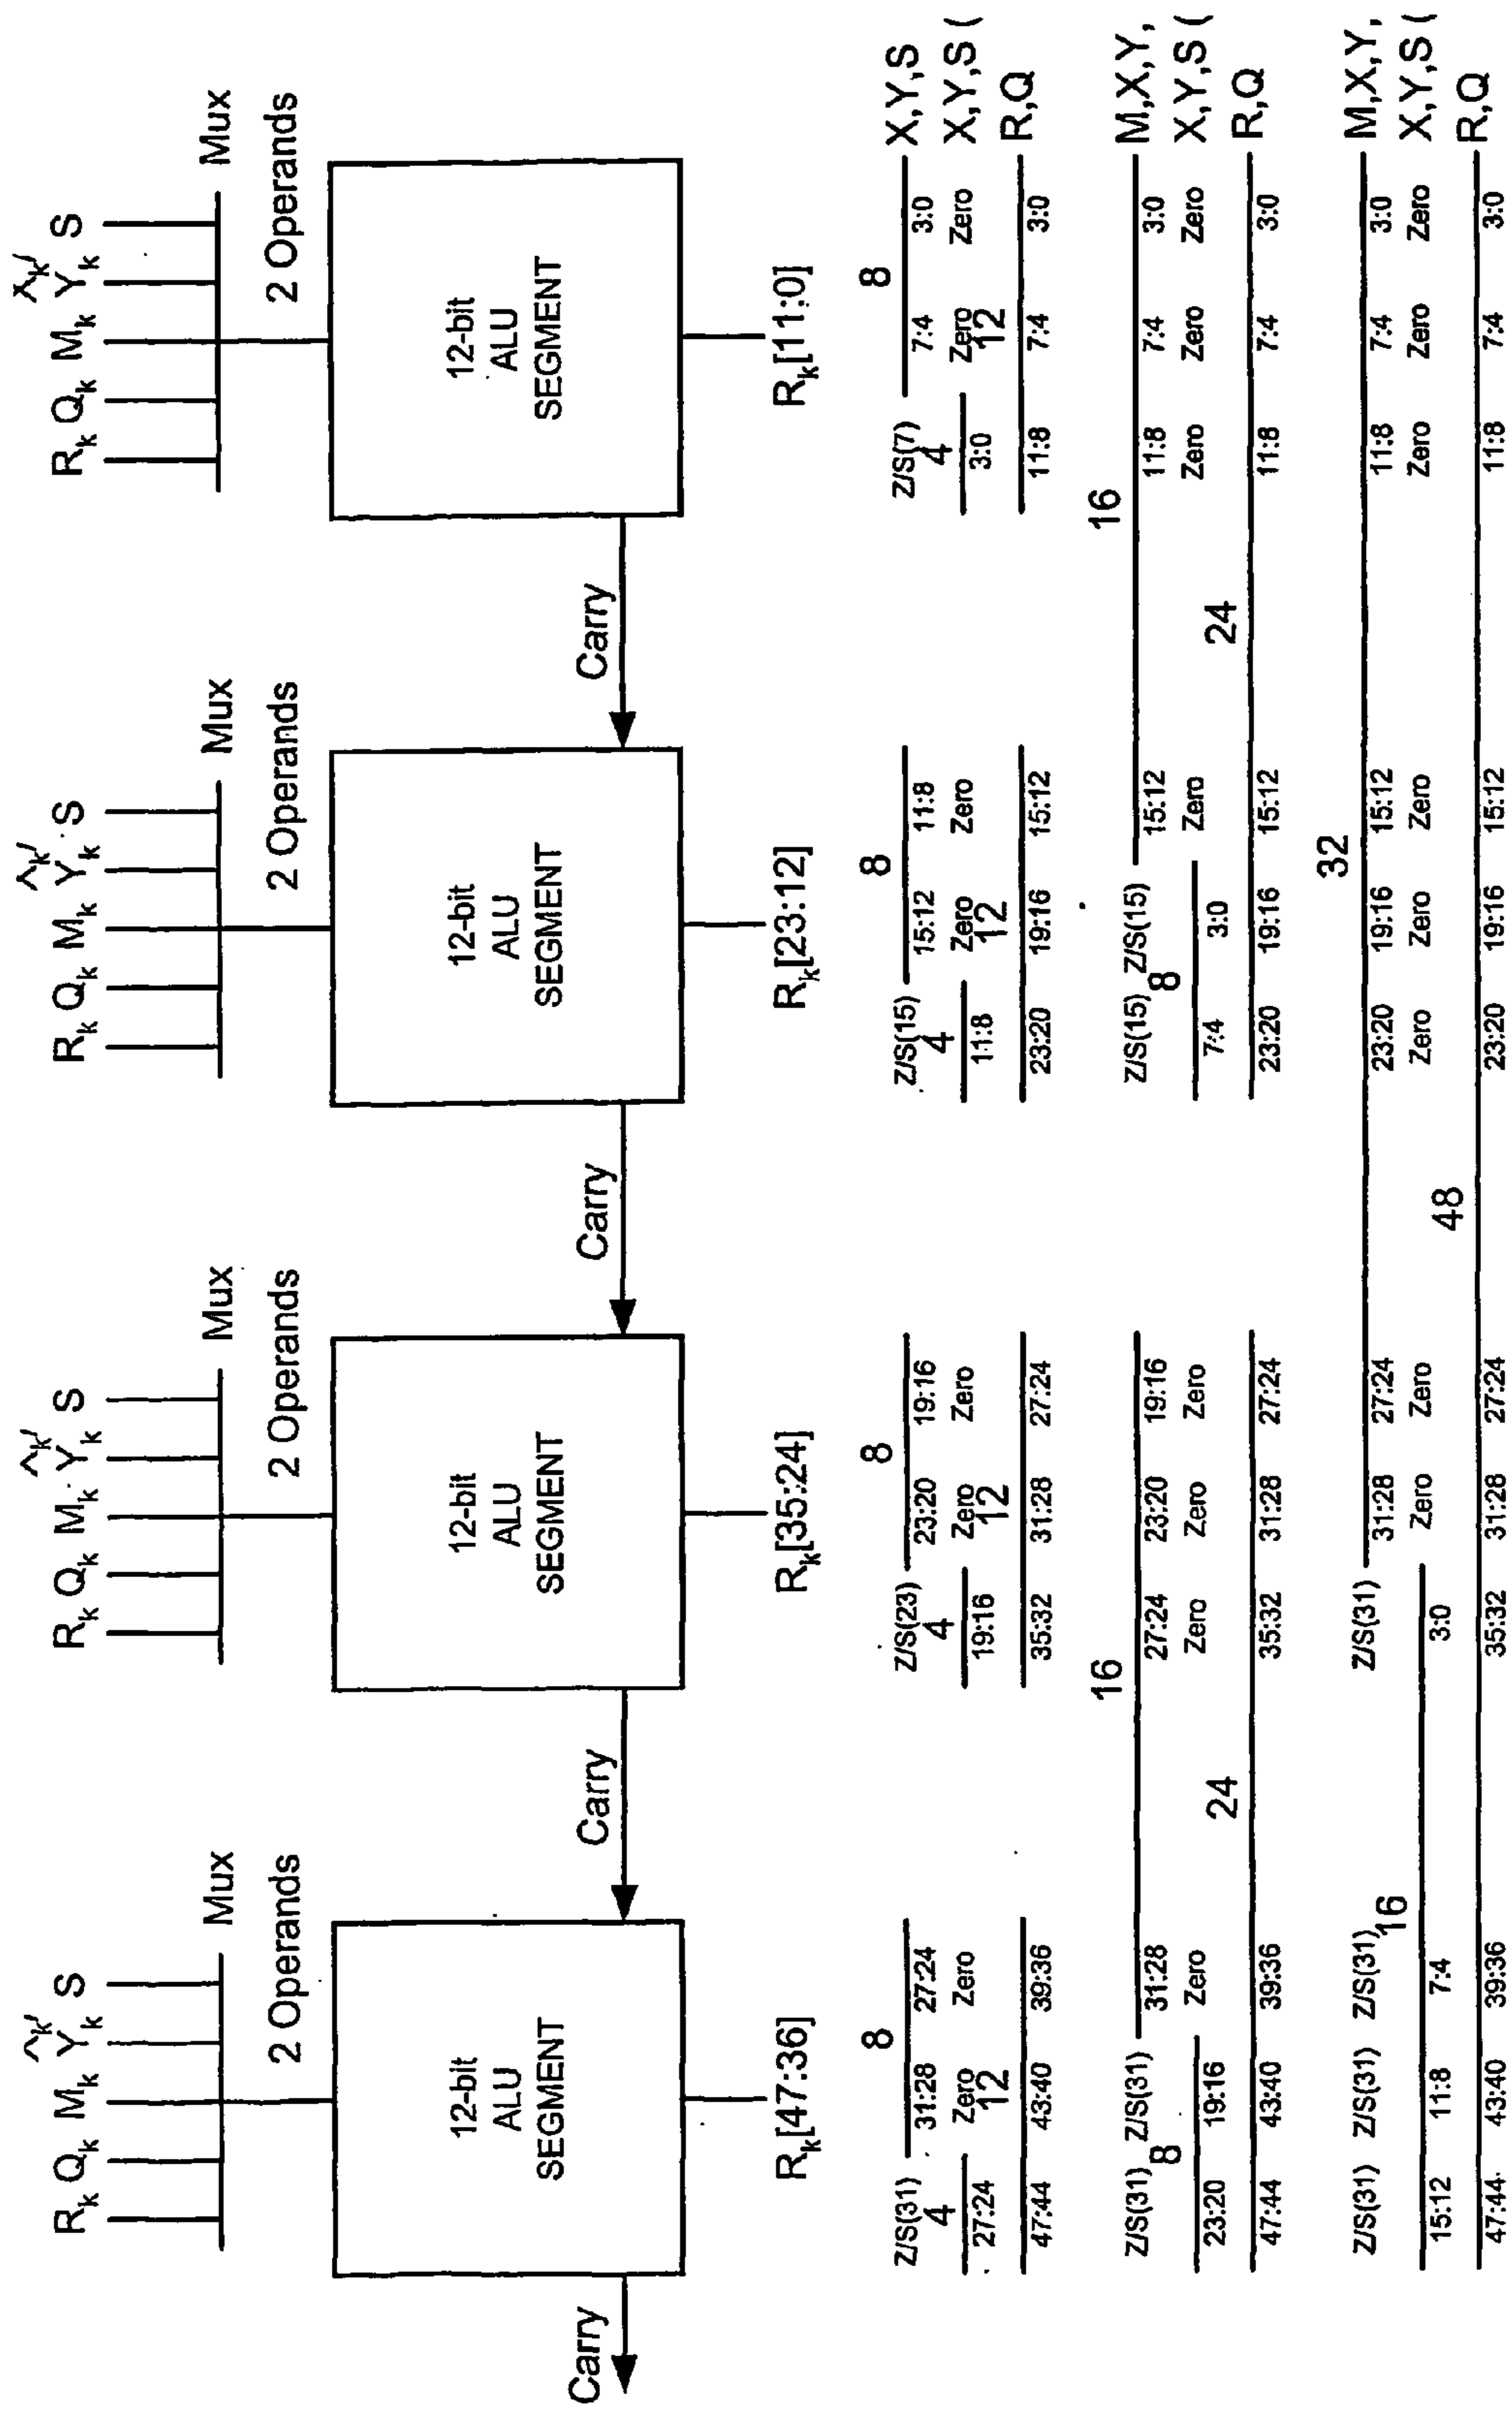 X_k,
R_k Q_k M_k Y_k S R_k Q_k M_k Y_k S R_k Q_k M_k Y_k S R_k Q_k M_k Y_k S
Mux Mux Mux Mux
2 Operands 2 Operands 2 Operands 2 Operands
12-bit 12-bit 12-bit 12-bit
ALU ALU ALU ALU
SEGMENT SEGMENT SEGMENT SEGMENT
Carry Carry Carry Carry
R_k[47:36] R_k[35:24] R_k[23:12] R_k[11:0]
8 8 8 8
Z/S(31) 31:28 27:24 Z/S(23) 23:20 19:16 Z/S(15) 15:12 11:8 Z/S(7) 7:4 3:0 X,Y,S
4 4 4 4
27:24 Zero Zero 19:16 Zero Zero 11:8 Zero Zero 3:0 Zero Zero X,Y,S (
12 12 12 12
47:44 43:40 39:36 35:32 31:28 27:24 23:20 19:16 15:12 11:8 7:4 3:0 R,Q
16 16
Z/S(31) Z/S(31) 31:28 27:24 23:20 19:16 Z/S(15) Z/S(15) 15:12 11:8 7:4 3:0 M,X,Y,
8 8
23:20 19:16 Zero Zero Zero Zero 7:4 3:0 Zero Zero Zero Zero X,Y,S (
24 24
47:44 43:40 39:36 35:32 31:28 27:24 23:20 19:16 15:12 11:8 7:4 3:0 R,Q
32
Z/S(31) Z/S(31) Z/S(31) Z/S(31) 31:28 27:24 23:20 19:16 15:12 11:8 7:4 3:0 M,X,Y,
16
15:12 11:8 7:4 3:0 Zero Zero Zero Zero Zero Zero Zero Zero X,Y,S (
48
47:44 43:40 39:36 35:32 31:28 27:24 23:20 19:16 15:12 11:8 7:4 3:0 R,Q